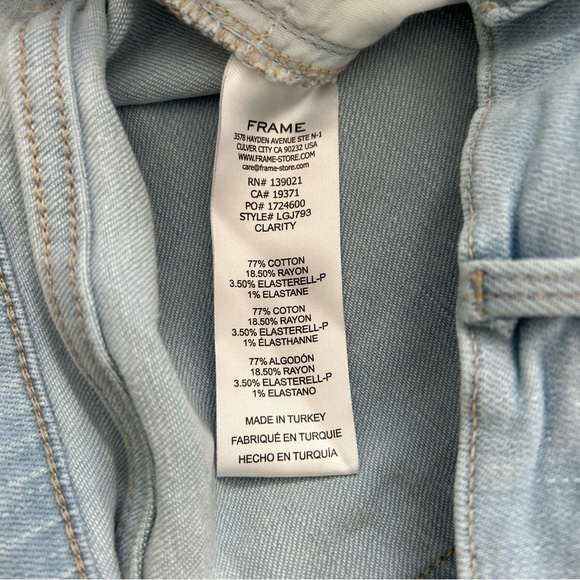 FRAME
3578 HAYDEN AVENUE STE N-1
CULVER CITY CA 90232 USA
WWW.FRAME-STORE.COM
care@frame-store.com
RN# 139021
CA# 19371
PO# 1724600
STYLE# LGJ793
CLARITY
77% COTTON
18.50% RAYON
3.50% ELASTERELL-P
1% ELASTANE
77% COTON
18.50% RAYON
3.50% ELASTERELL-P
1% ÉLASTHANNE
77% ALGODÓN
18.50% RAYON
3.50% ELASTERELL-P
1% ELASTANO
MADE IN TURKEY
FABRIQUÉ EN TURQUIE
HECHO EN TURQUÍA